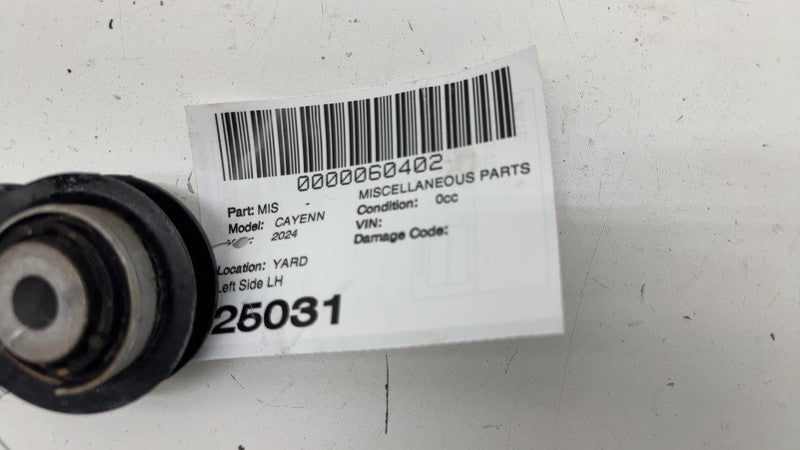 0000060402
Part: MIS - MISCELLANEOUS PARTS
Model: CAYENN Condition: 0cc
2024 VIN:
Damage Code:
Location: YARD
Left Side LH
25031